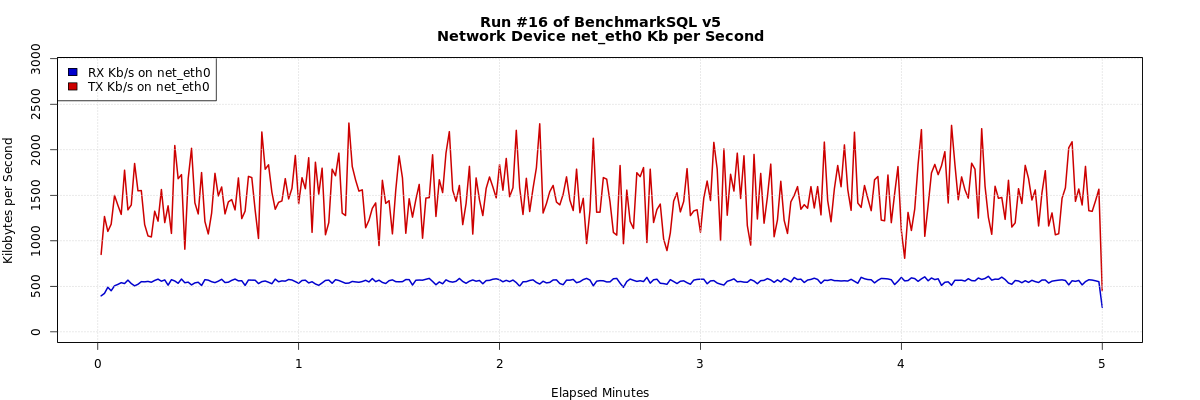 Run #16 of BenchmarkSQL v5
Network Device net_eth0 Kb per Second
RX Kb/s on net_eth0
TX Kb/s on net_eth0
Kilobytes per Second
3000
2500
2000
1500
1000
500
0
0 1 2 3 4 5
Elapsed Minutes